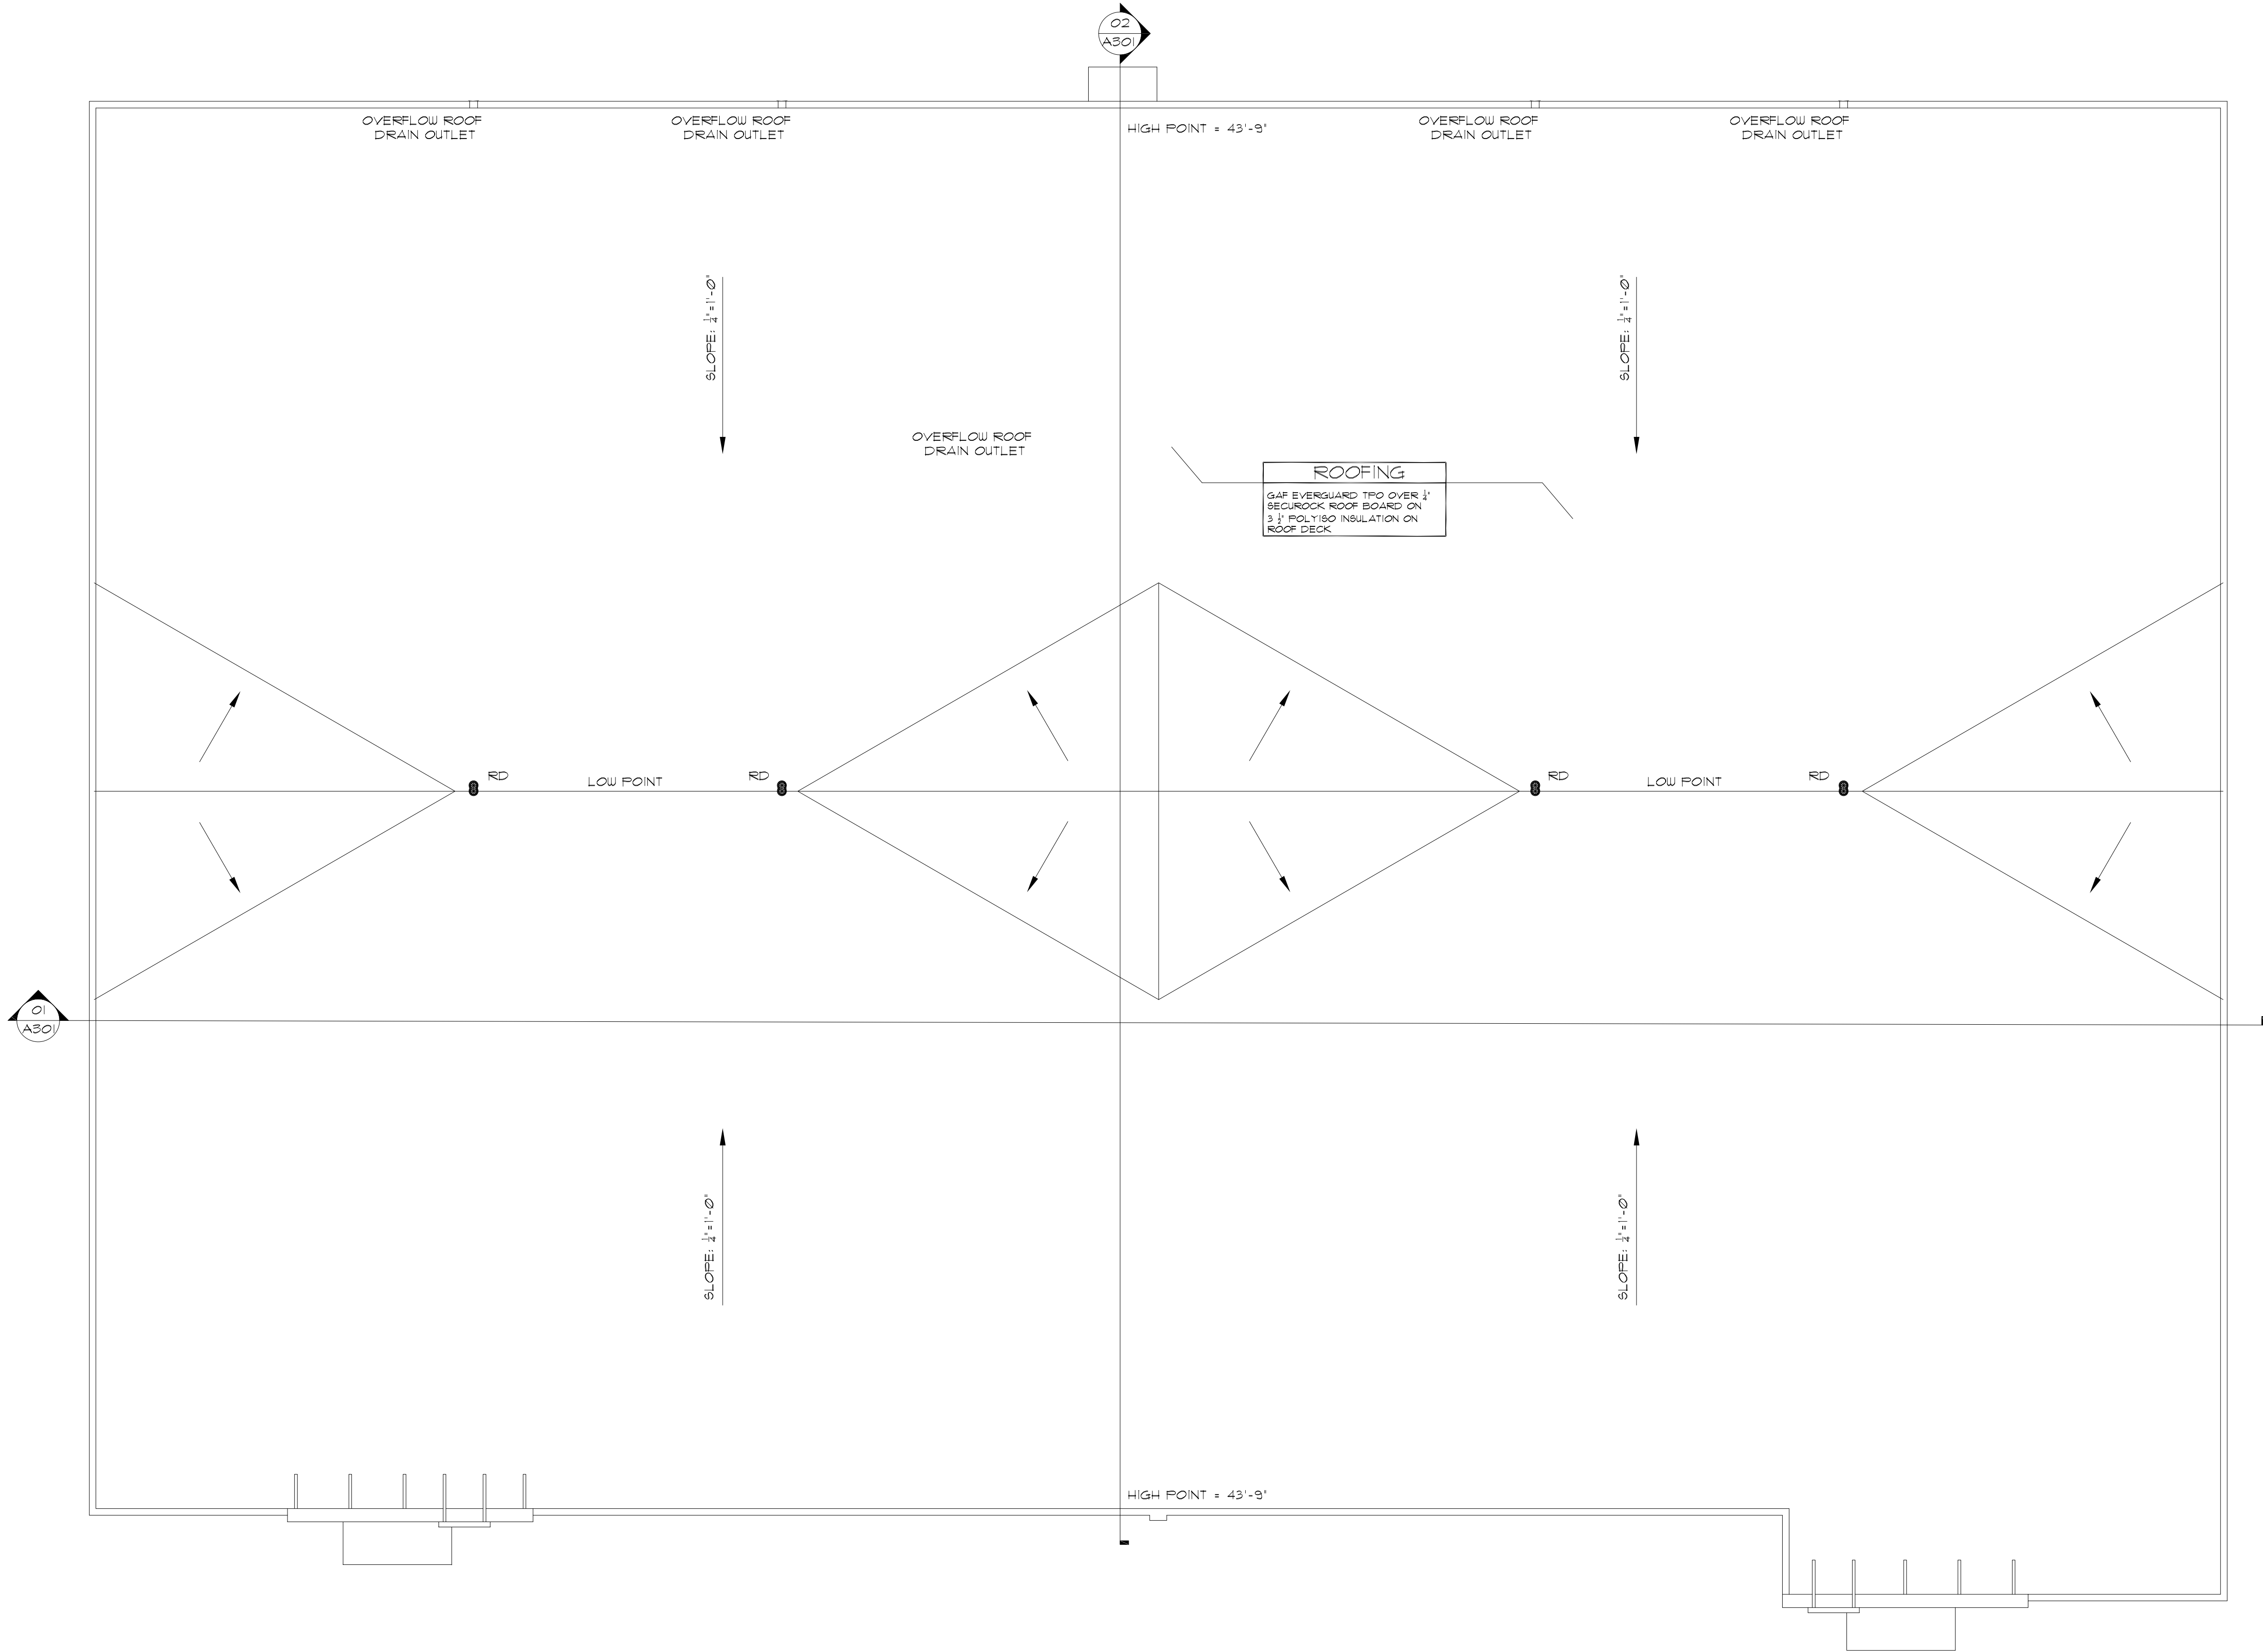 02
A301
OVERFLOW ROOF
DRAIN OUTLET
OVERFLOW ROOF
DRAIN OUTLET
HIGH POINT = 43'-9"
OVERFLOW ROOF
DRAIN OUTLET
OVERFLOW ROOF
DRAIN OUTLET
SLOPE: 1/4"=1'-0"
SLOPE: 1/4"=1'-0"
OVERFLOW ROOF
DRAIN OUTLET
ROOFING
GAF EVERGUARD TPO OVER 1/4"
SECUROCK ROOF BOARD ON
3 1/2" POLYISO INSULATION ON
ROOF DECK
RD
LOW POINT
RD
RD
LOW POINT
RD
01
A301
SLOPE: 1/4"=1'-0"
SLOPE: 1/4"=1'-0"
HIGH POINT = 43'-9"